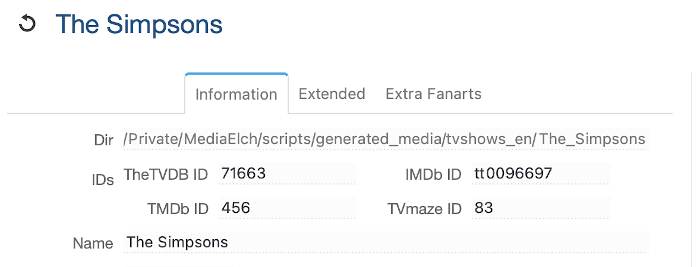 The Simpsons
Information Extended Extra Fanarts
Dir /Private/MediaElch/scripts/generated_media/tvshows_en/The_Simpsons
IDs TheTVDB ID 71663 IMDb ID tt0096697
TMDb ID 456 TVmaze ID 83
Name The Simpsons